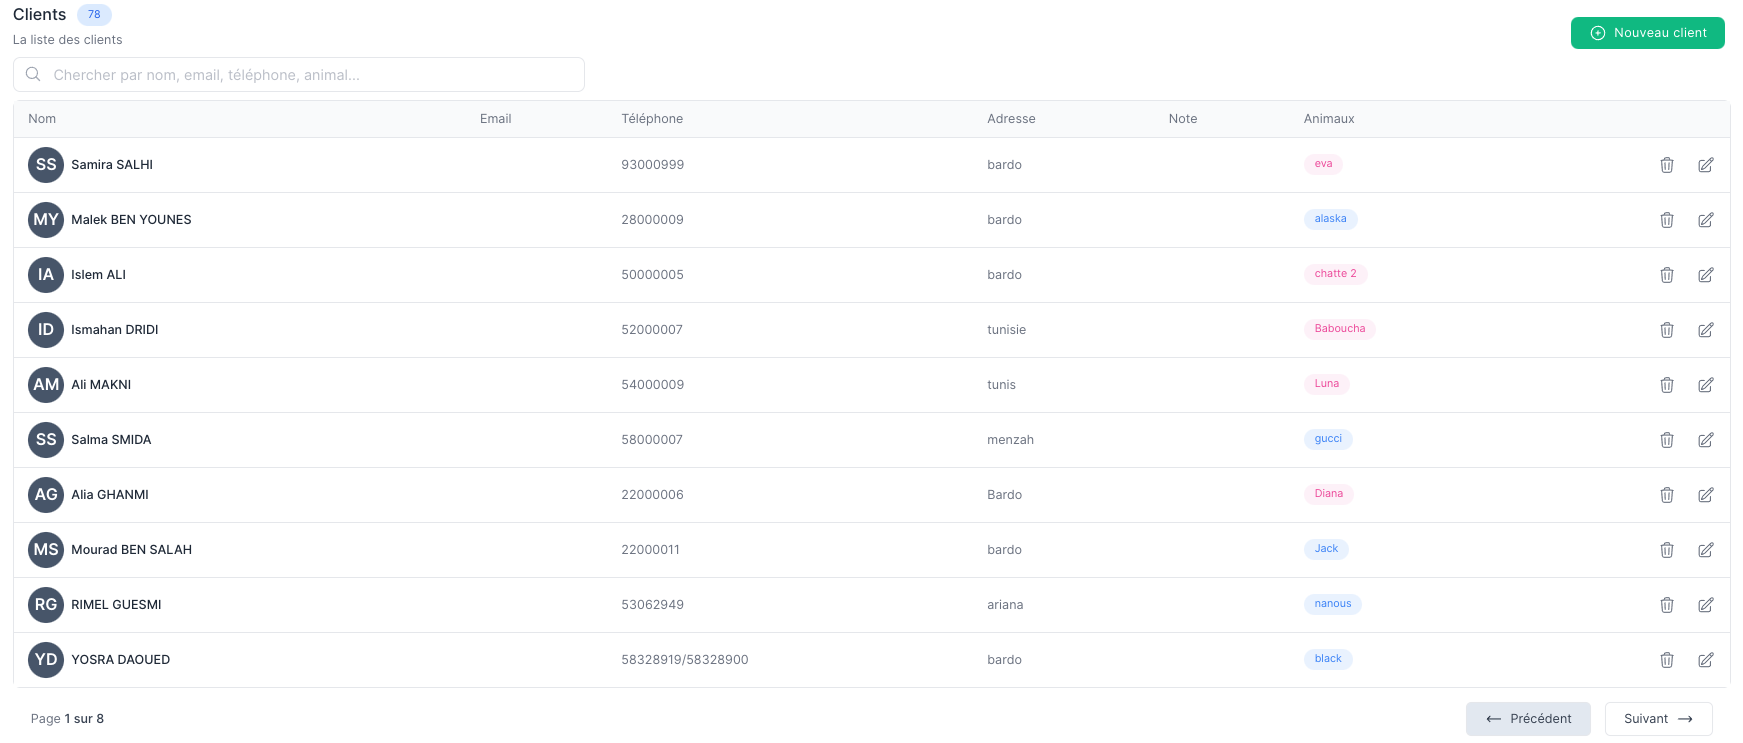 Clients 78
La liste des clients
Nouveau client
Chercher par nom, email, téléphone, animal...
Nom Email Téléphone Adresse Note Animaux
SS Samira SALHI 93000999 bardo eva
MY Malek BEN YOUNES 28000009 bardo alaska
IA Islem ALI 50000005 bardo chatte 2
ID Ismahan DRIDI 52000007 tunisie Baboucha
AM Ali MAKNI 54000009 tunis Luna
SS Salma SMIDA 58000007 menzah gucci
AG Alia GHANMI 22000006 Bardo Diana
MS Mourad BEN SALAH 22000011 bardo Jack
RG RIMEL GUESMI 53062949 ariana nanous
YD YOSRA DAOUED 58328919/58328900 bardo black
Page 1 sur 8 ← Précédent Suivant →